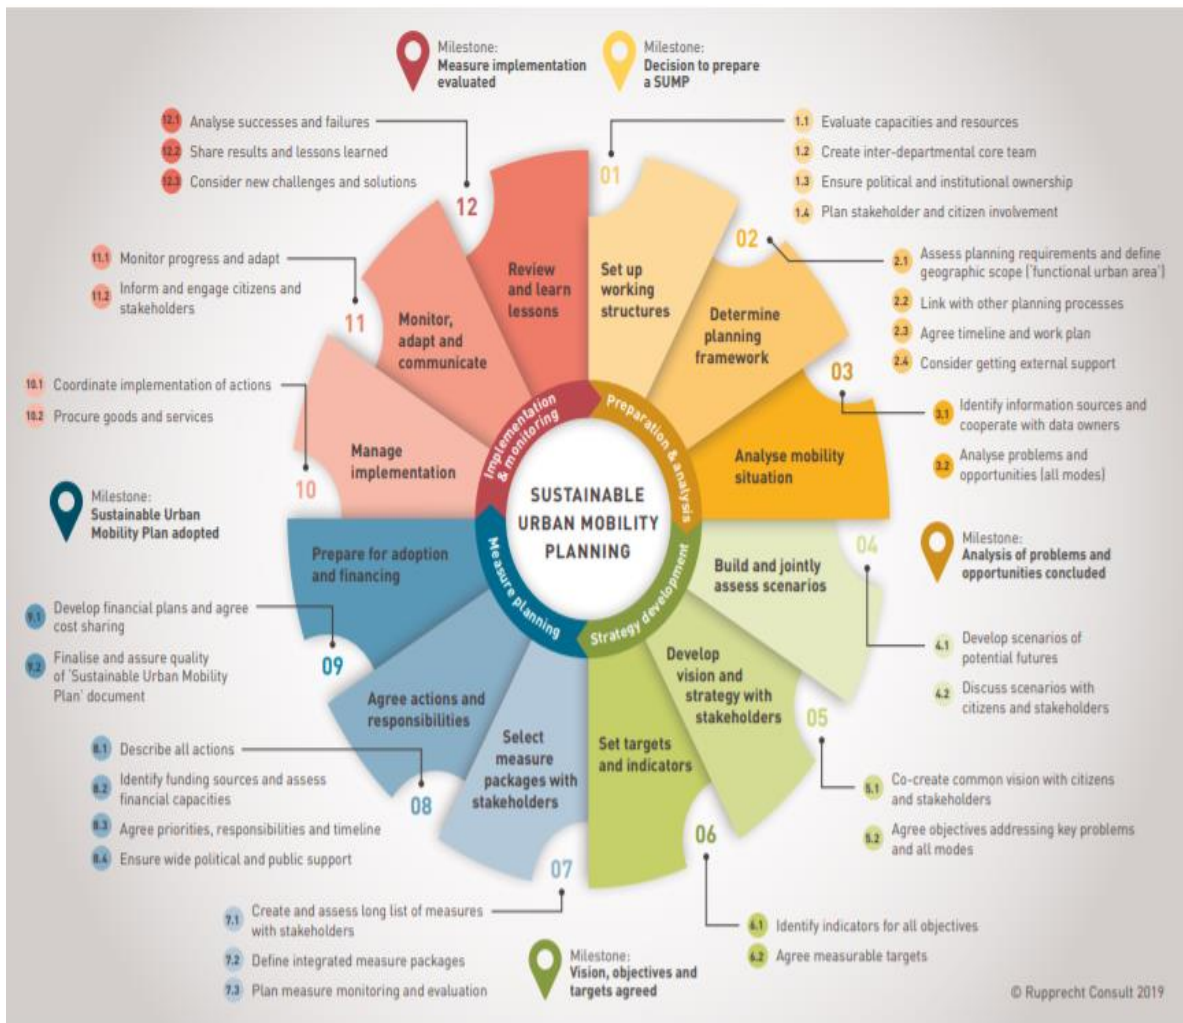 Milestone:
Measure implementation
evaluated
Milestone:
Decision to prepare
a SUMP
12.1 Analyse successes and failures
12.2 Share results and lessons learned
12.3 Consider new challenges and solutions
12
Review
and learn
lessons
01
Set up
working
structures
1.1 Evaluate capacities and resources
1.2 Create inter-departmental core team
1.3 Ensure political and institutional ownership
1.4 Plan stakeholder and citizen involvement
02
Determine
planning
framework
2.1 Assess planning requirements and define
geographic scope ('functional urban area')
2.2 Link with other planning processes
2.3 Agree timeline and work plan
2.4 Consider getting external support
11.1 Monitor progress and adapt
11.2 Inform and engage citizens and
stakeholders
11
Monitor,
adapt and
communicate
03
Analyse mobility
situation
3.1 Identify information sources and
cooperate with data owners
3.2 Analyse problems and
opportunities (all modes)
10.1 Coordinate implementation of actions
10.2 Procure goods and services
10
Manage
implementation
Implementation
& monitoring
Preparation & analysis
SUSTAINABLE
URBAN MOBILITY
PLANNING
Measure planning
Strategy development
Milestone:
Sustainable Urban
Mobility Plan adopted
Milestone:
Analysis of problems and
opportunities concluded
Prepare for adoption
and financing
09
9.1 Develop financial plans and agree
cost sharing
9.2 Finalise and assure quality
of 'Sustainable Urban Mobility
Plan' document
04
Build and jointly
assess scenarios
4.1 Develop scenarios of
potential futures
4.2 Discuss scenarios with
citizens and stakeholders
Agree actions and
responsibilities
08
8.1 Describe all actions
8.2 Identify funding sources and assess
financial capacities
8.3 Agree priorities, responsibilities and timeline
8.4 Ensure wide political and public support
Develop
vision and
strategy with
stakeholders
05
5.1 Co-create common vision with citizens
and stakeholders
5.2 Agree objectives addressing key problems
and all modes
Select
measure
packages with
stakeholders
07
7.1 Create and assess long list of measures
with stakeholders
7.2 Define integrated measure packages
7.3 Plan measure monitoring and evaluation
Set targets
and indicators
06
6.1 Identify indicators for all objectives
6.2 Agree measurable targets
Milestone:
Vision, objectives and
targets agreed
© Rupprecht Consult 2019